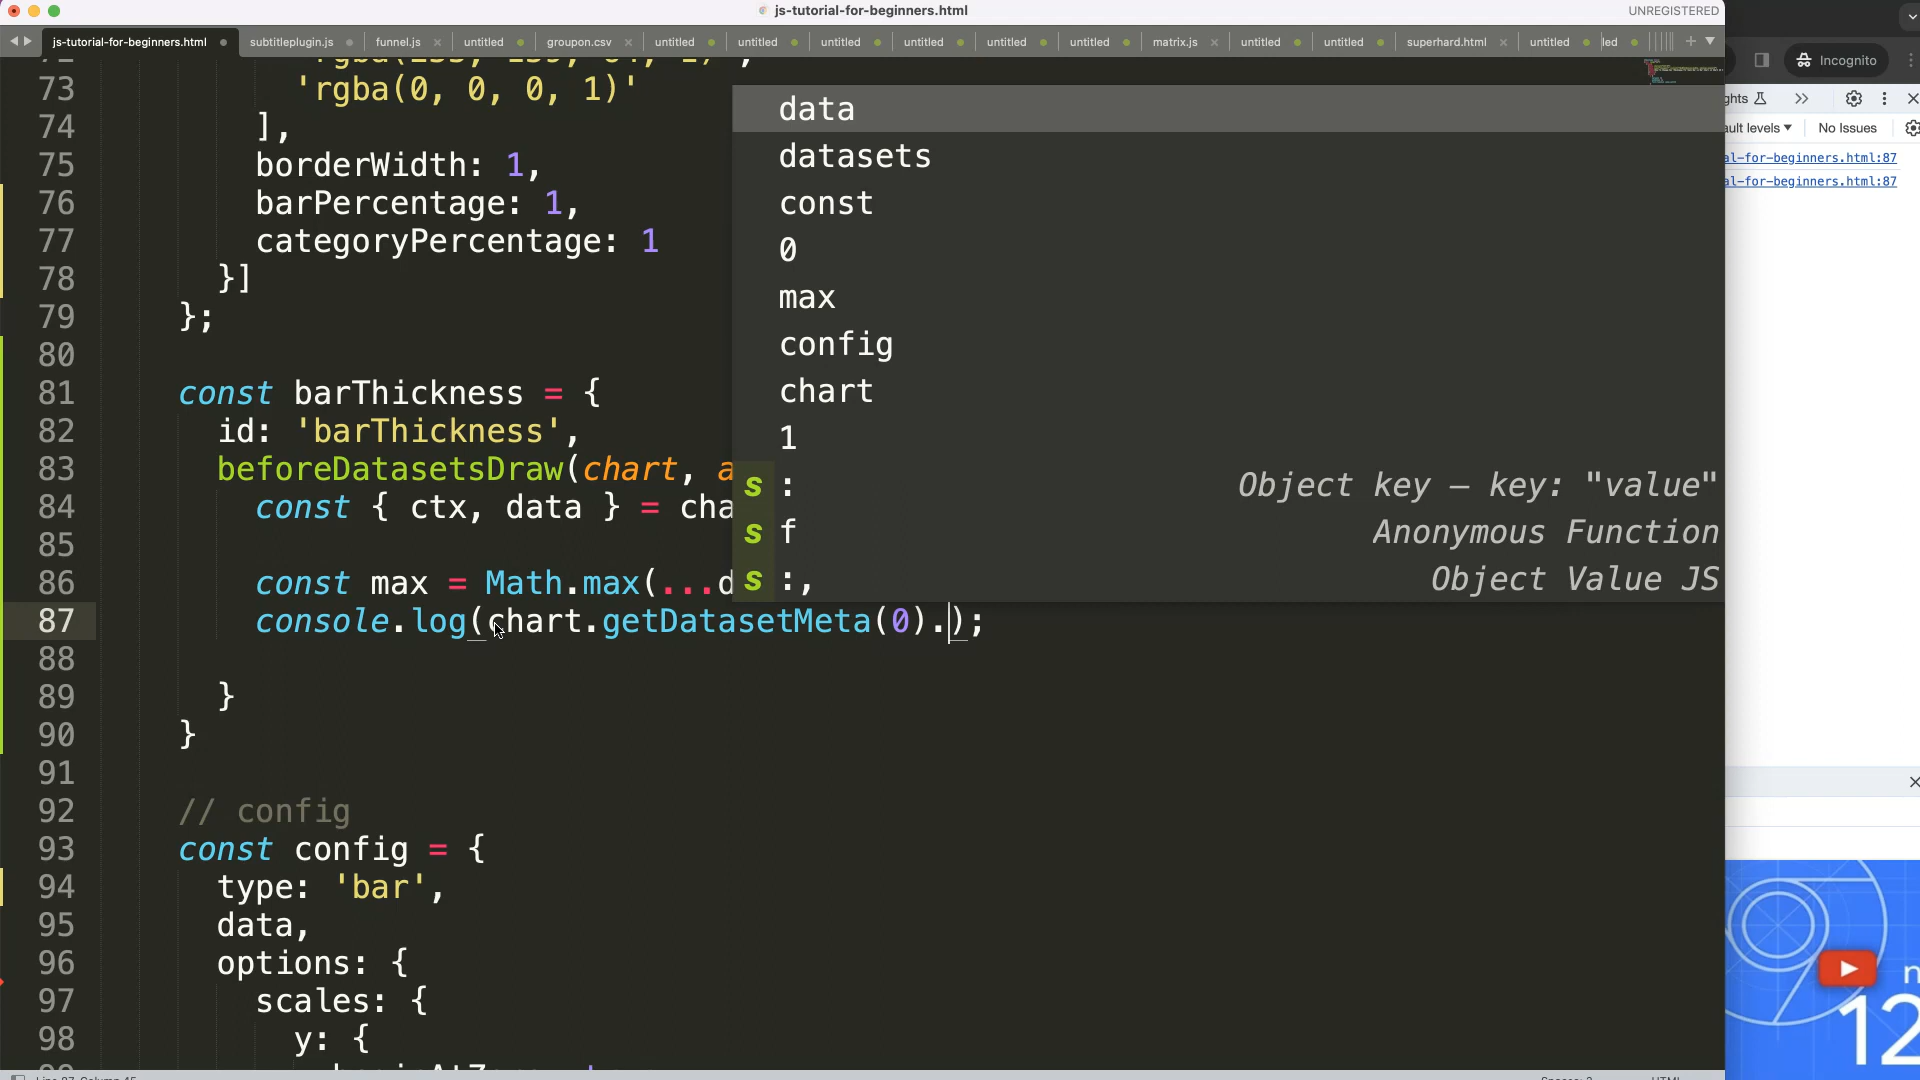 js-tutorial-for-beginners.html
UNREGISTERED
js-tutorial-for-beginners.html subtitleplugin.js funnel.js untitled groupon.csv untitled untitled untitled untitled untitled untitled matrix.js untitled untitled superhard.html untitled led
Incognito
ghts
ault levels No Issues
al-for-beginners.html:87
al-for-beginners.html:87
73 'rgba(0, 0, 0, 1)'
74 ],
75 borderWidth: 1,
76 barPercentage: 1,
77 categoryPercentage: 1
78 }]
79 };
80
81 const barThickness = {
82 id: 'barThickness',
83 beforeDatasetsDraw(chart, a
84 const { ctx, data } = cha
85
86 const max = Math.max(...d
87 console.log(chart.getDatasetMeta(0).);
88
89 }
90 }
91
92 // config
93 const config = {
94 type: 'bar',
95 data,
96 options: {
97 scales: {
98 y: {
data
datasets
const
0
max
config
chart
1
s : Object key — key: "value"
s f Anonymous Function
s :, Object Value JS
n
12